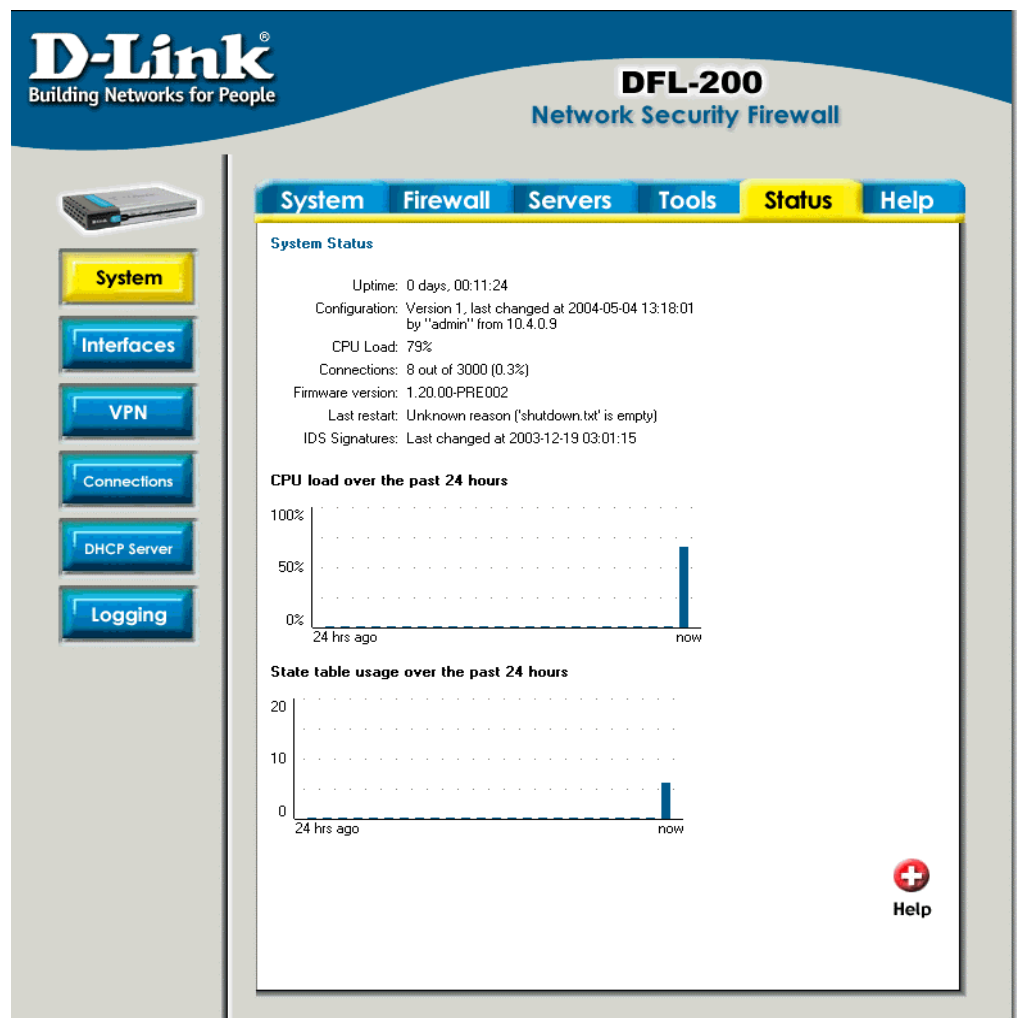 D-Link®
Building Networks for People
DFL-200
Network Security Firewall
System Firewall Servers Tools Status Help
System
Interfaces
VPN
Connections
DHCP Server
Logging
System Status
Uptime: 0 days, 00:11:24
Configuration: Version 1, last changed at 2004-05-04 13:18:01
by "admin" from 10.4.0.9
CPU Load: 79%
Connections: 8 out of 3000 (0.3%)
Firmware version: 1.20.00-PRE002
Last restart: Unknown reason ('shutdown.txt' is empty)
IDS Signatures: Last changed at 2003-12-19 03:01:15
CPU load over the past 24 hours
100%
50%
0%
24 hrs ago now
State table usage over the past 24 hours
20
10
0
24 hrs ago now
Help